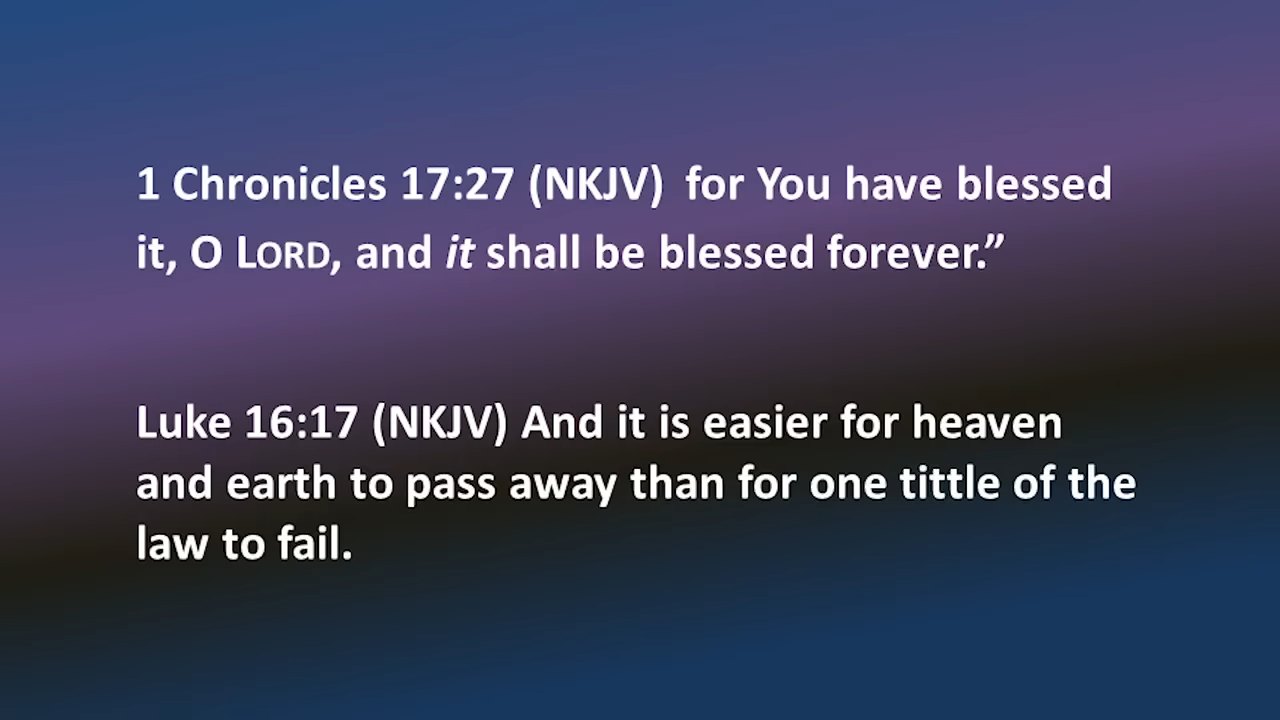 1 Chronicles 17:27 (NKJV)  for You have blessed
it, O LORD, and it shall be blessed forever.”
Luke 16:17 (NKJV) And it is easier for heaven
and earth to pass away than for one tittle of the
law to fail.